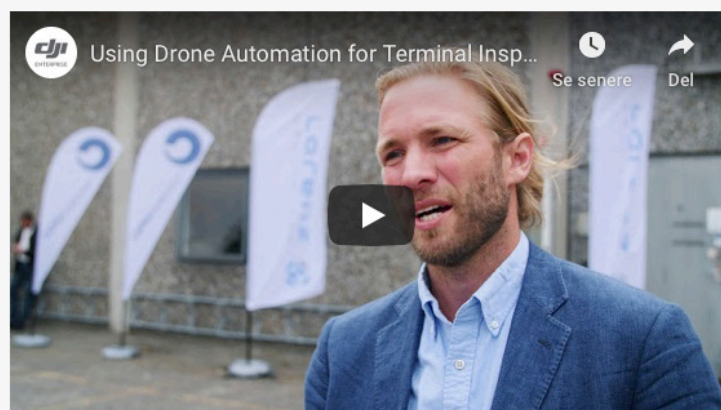 dji
ENTERPRISE
Using Drone Automation for Terminal Insp...
Se senere
Del